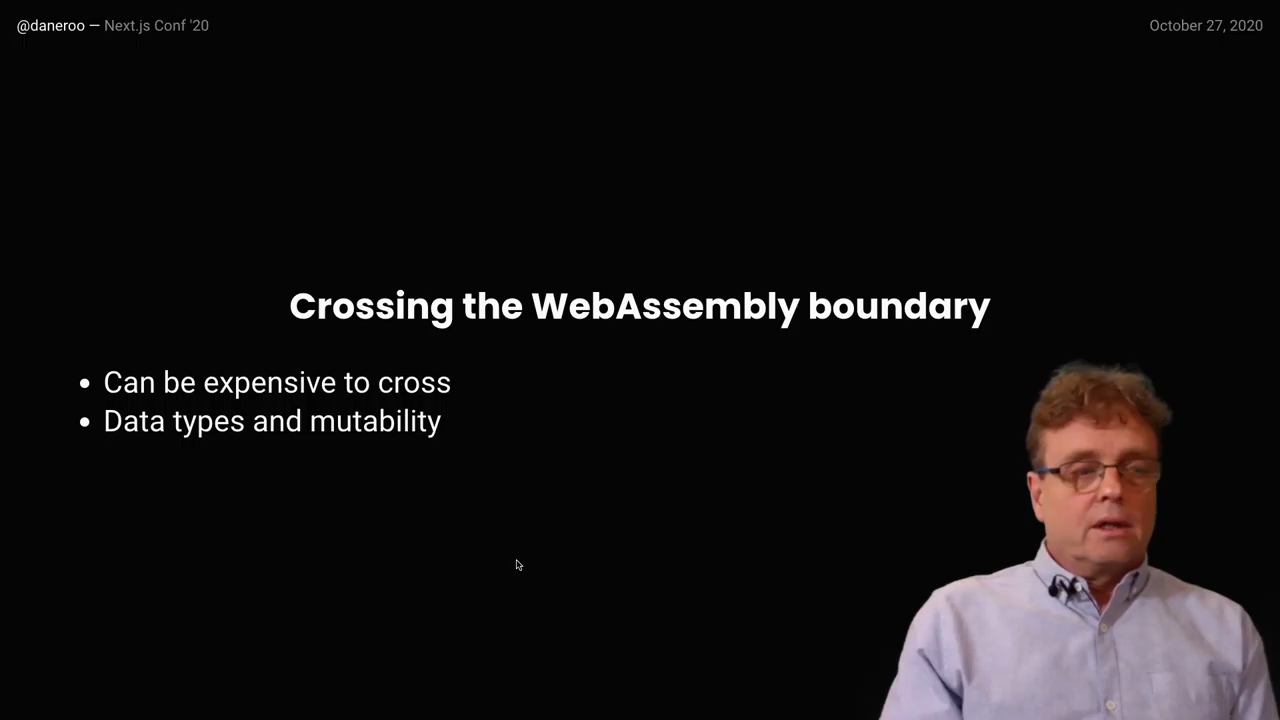 @daneroo — Next.js Conf '20
October 27, 2020
Crossing the WebAssembly boundary
• Can be expensive to cross
• Data types and mutability